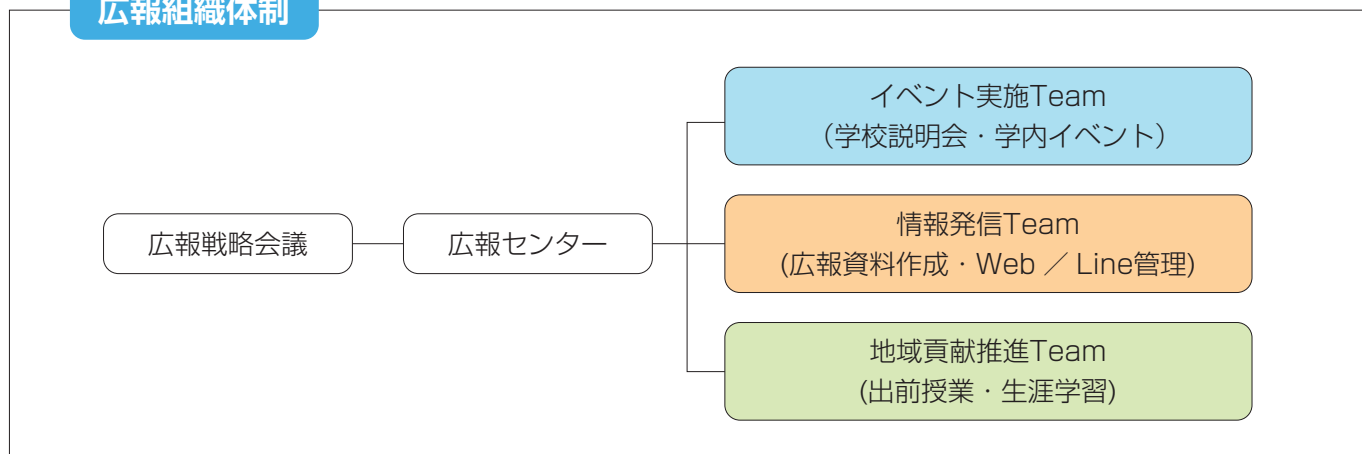 広報組織体制
イベント実施Team
（学校説明会・学内イベント）
広報戦略会議
広報センター
情報発信Team
(広報資料作成・Web ／ Line管理)
地域貢献推進Team
(出前授業・生涯学習)